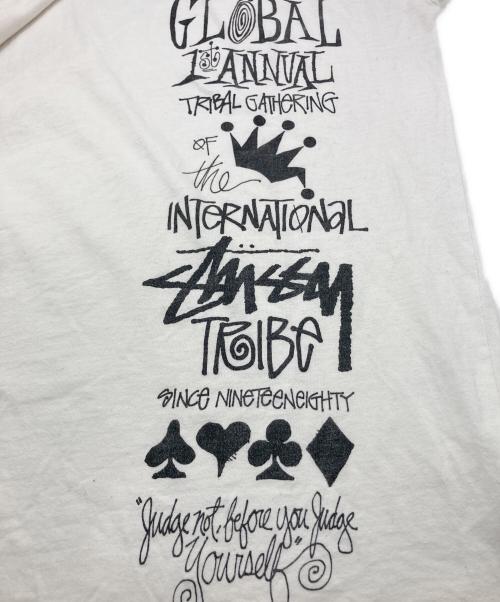 GLOBAL
1st ANNUAL
TRIBAL GATHERING
OF
the
INTERNATIONAL
STÜSSY
TRIBE
SINCE NINETEENEIGHTY
"Judge not, before you Judge
Yourself"